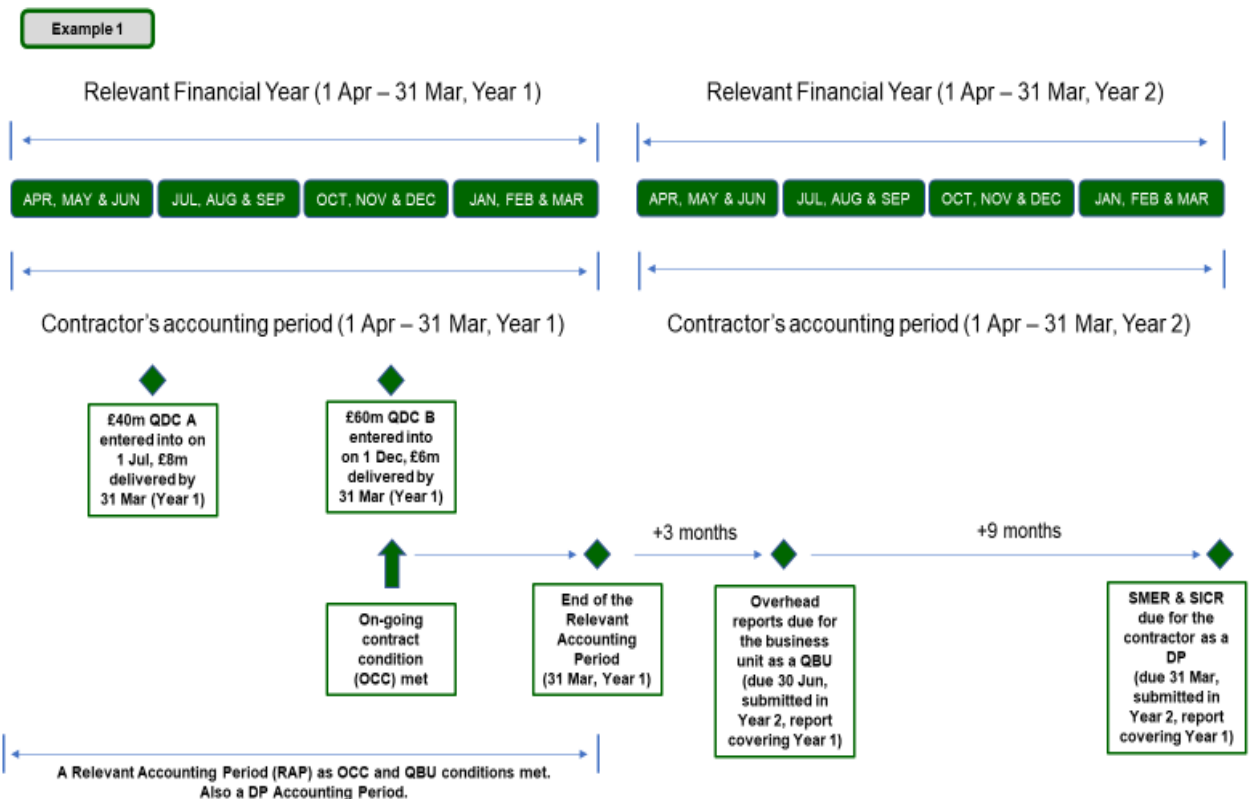 Example 1
Relevant Financial Year (1 Apr – 31 Mar, Year 1)
Relevant Financial Year (1 Apr – 31 Mar, Year 2)
APR, MAY & JUN
JUL, AUG & SEP
OCT, NOV & DEC
JAN, FEB & MAR
APR, MAY & JUN
JUL, AUG & SEP
OCT, NOV & DEC
JAN, FEB & MAR
Contractor's accounting period (1 Apr – 31 Mar, Year 1)
Contractor's accounting period (1 Apr – 31 Mar, Year 2)
£40m QDC A
entered into on
1 Jul, £8m
delivered by
31 Mar (Year 1)
£60m QDC B
entered into
on 1 Dec, £6m
delivered by
31 Mar (Year 1)
+3 months
+9 months
On-going
contract
condition
(OCC) met
End of the
Relevant
Accounting
Period
(31 Mar, Year 1)
Overhead
reports due for
the business
unit as a QBU
(due 30 Jun,
submitted in
Year 2, report
covering Year 1)
SMER & SICR
due for the
contractor as a
DP
(due 31 Mar,
submitted in
Year 2, report
covering Year 1)
A Relevant Accounting Period (RAP) as OCC and QBU conditions met.
Also a DP Accounting Period.